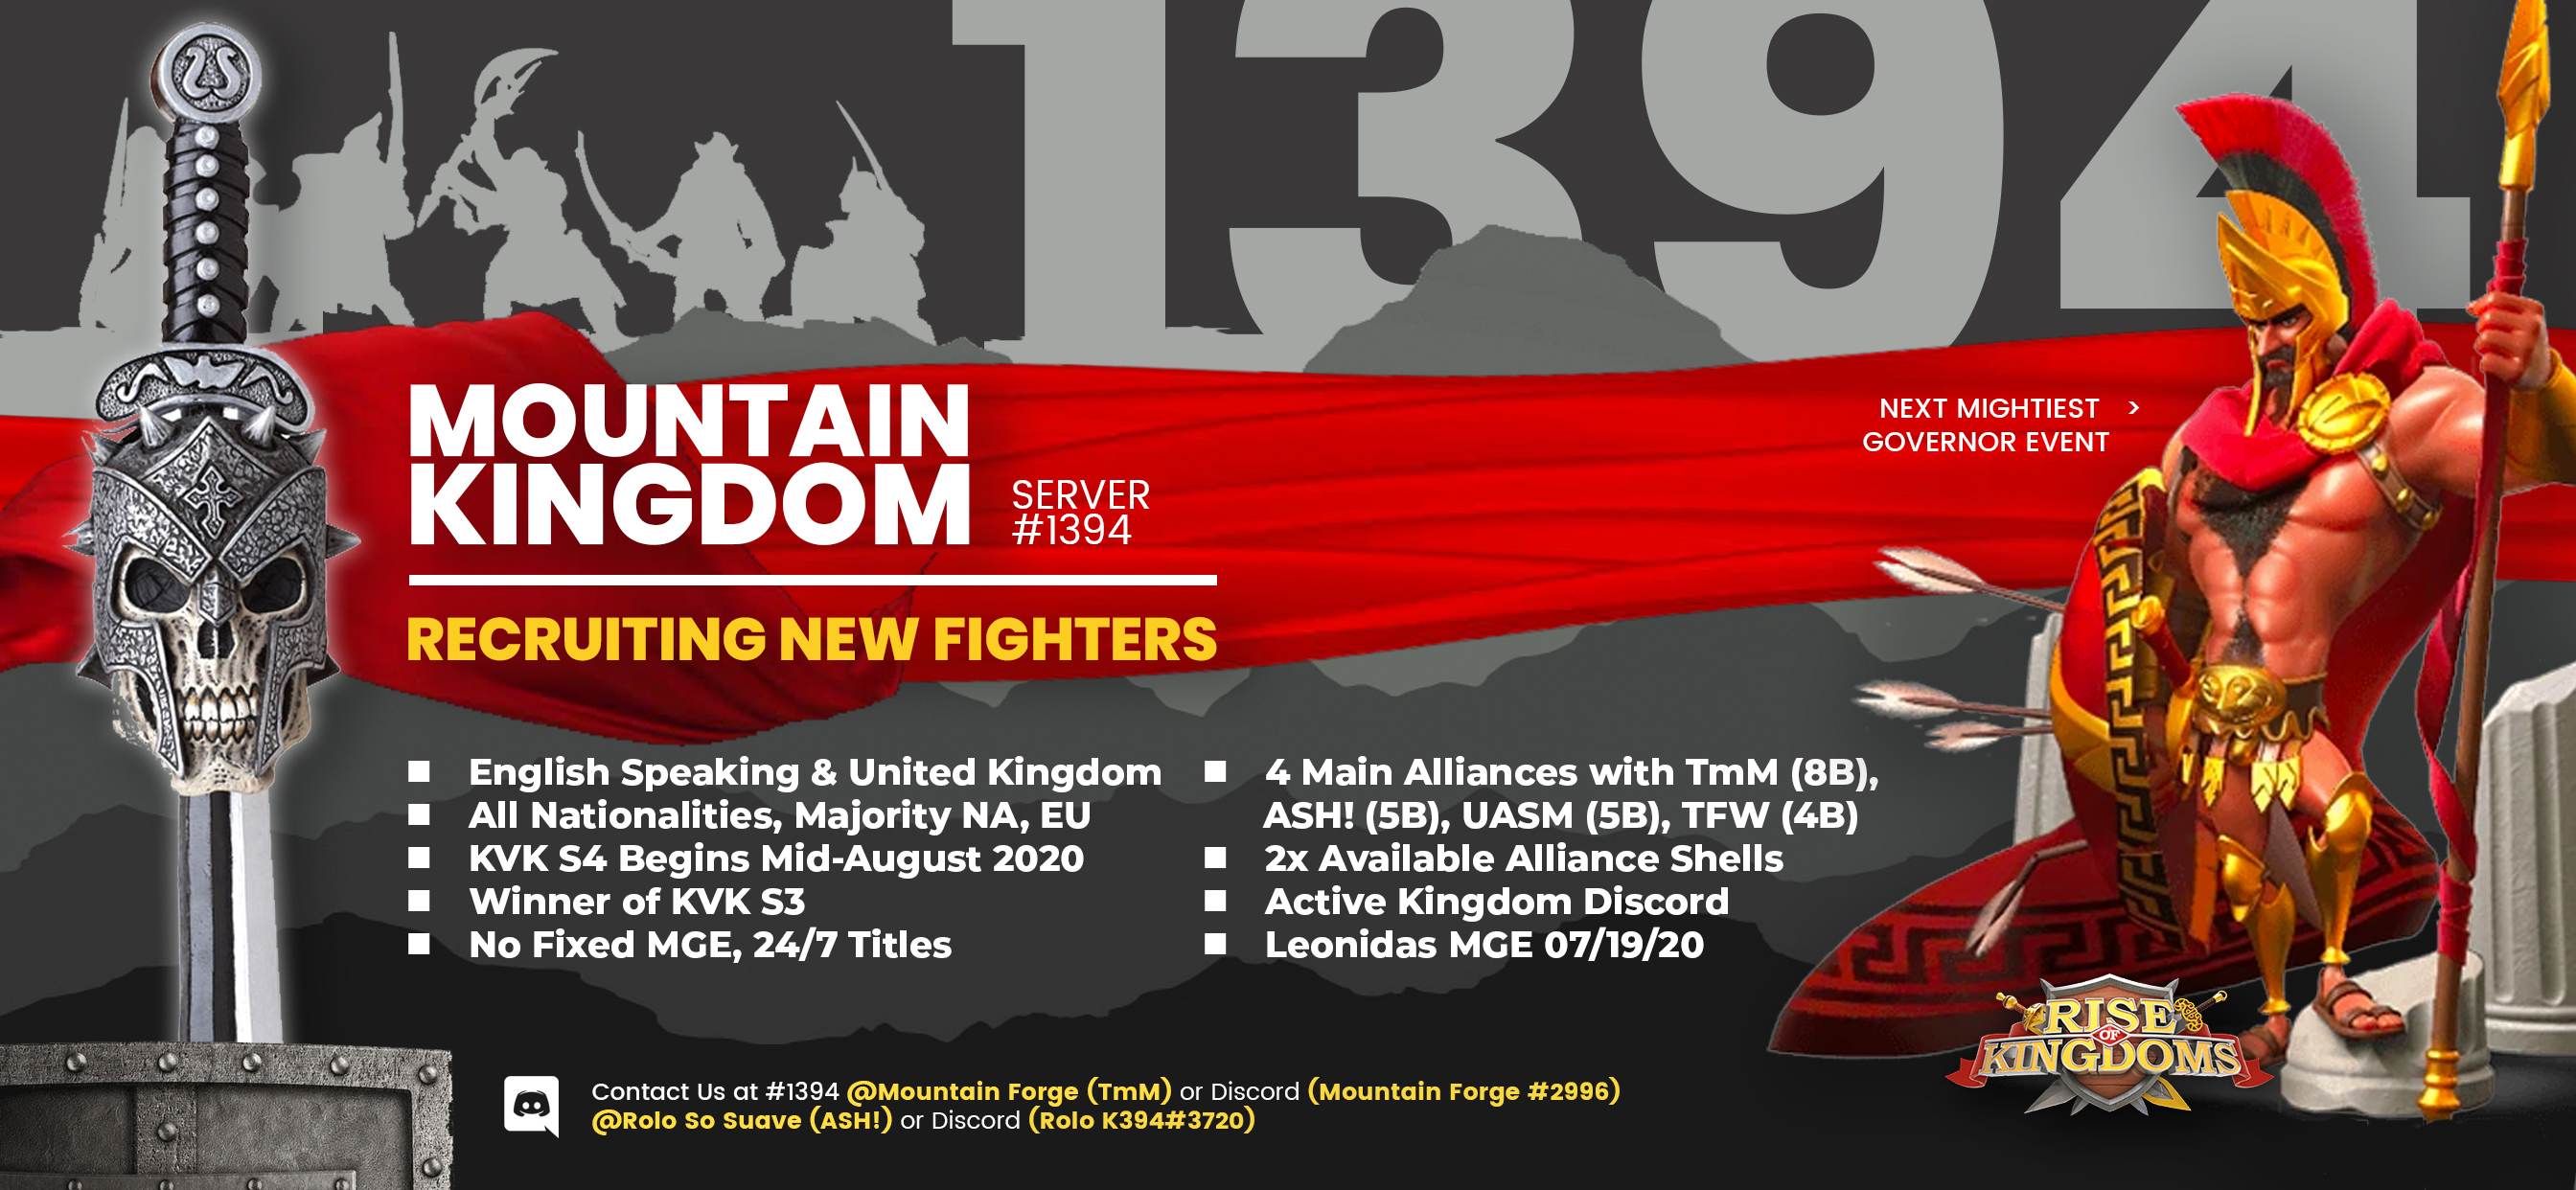 1394
MOUNTAIN
KINGDOM
SERVER
#1394
NEXT MIGHTIEST >
GOVERNOR EVENT
RECRUITING NEW FIGHTERS
English Speaking & United Kingdom
All Nationalities, Majority NA, EU
KVK S4 Begins Mid-August 2020
Winner of KVK S3
No Fixed MGE, 24/7 Titles
4 Main Alliances with TmM (8B),
ASH! (5B), UASM (5B), TFW (4B)
2x Available Alliance Shells
Active Kingdom Discord
Leonidas MGE 07/19/20
Contact Us at #1394 @Mountain Forge (TmM) or Discord (Mountain Forge #2996)
@Rolo So Suave (ASH!) or Discord (Rolo K394#3720)
RISE
OF
KINGDOMS